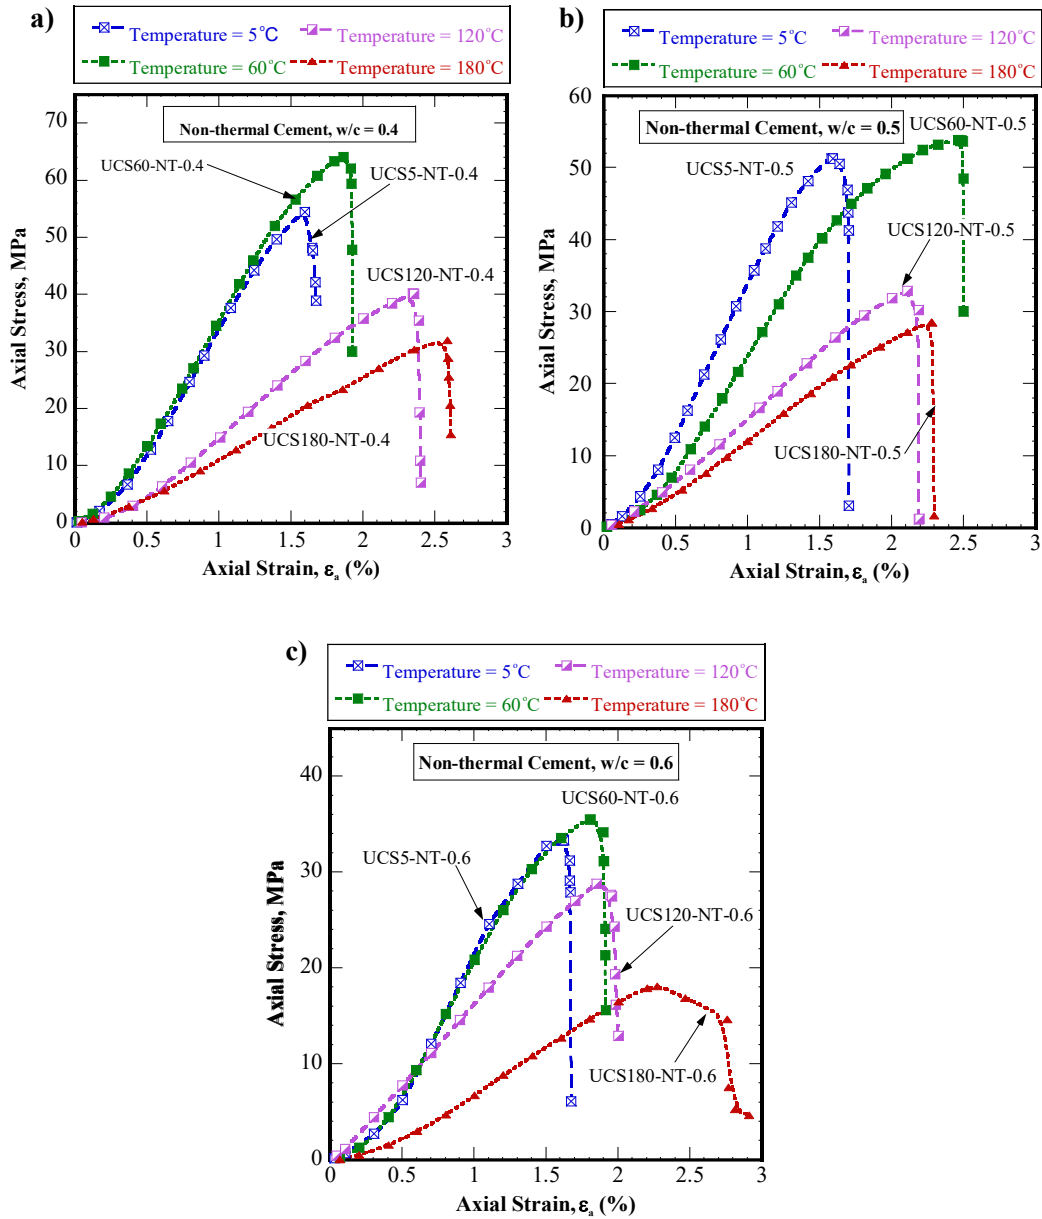 a)
Temperature = 5°C
Temperature = 120°C
Temperature = 60°C
Temperature = 180°C
Non-thermal Cement, w/c = 0.4
UCS60-NT-0.4
UCS5-NT-0.4
UCS120-NT-0.4
UCS180-NT-0.4
70
60
50
40
30
20
10
0
0
0.5
1
1.5
2
2.5
3
Axial Stress, MPa
Axial Strain, εa (%)
b)
Temperature = 5°C
Temperature = 120°C
Temperature = 60°C
Temperature = 180°C
Non-thermal Cement, w/c = 0.5
UCS60-NT-0.5
UCS5-NT-0.5
UCS120-NT-0.5
UCS180-NT-0.5
60
50
40
30
20
10
0
0
0.5
1
1.5
2
2.5
3
Axial Stress, MPa
Axial Strain, εa (%)
c)
Temperature = 5°C
Temperature = 120°C
Temperature = 60°C
Temperature = 180°C
Non-thermal Cement, w/c = 0.6
UCS60-NT-0.6
UCS5-NT-0.6
UCS120-NT-0.6
UCS180-NT-0.6
40
30
20
10
0
0
0.5
1
1.5
2
2.5
3
Axial Stress, MPa
Axial Strain, εa (%)